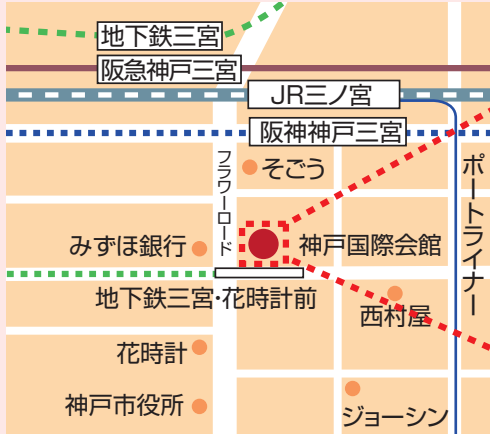 地下鉄三宮
阪急神戸三宮
JR三ノ宮
阪神神戸三宮
フラワーロード
そごう
ポートライナー
みずほ銀行
神戸国際会館
地下鉄三宮・花時計前
西村屋
花時計
神戸市役所
ジョーシン